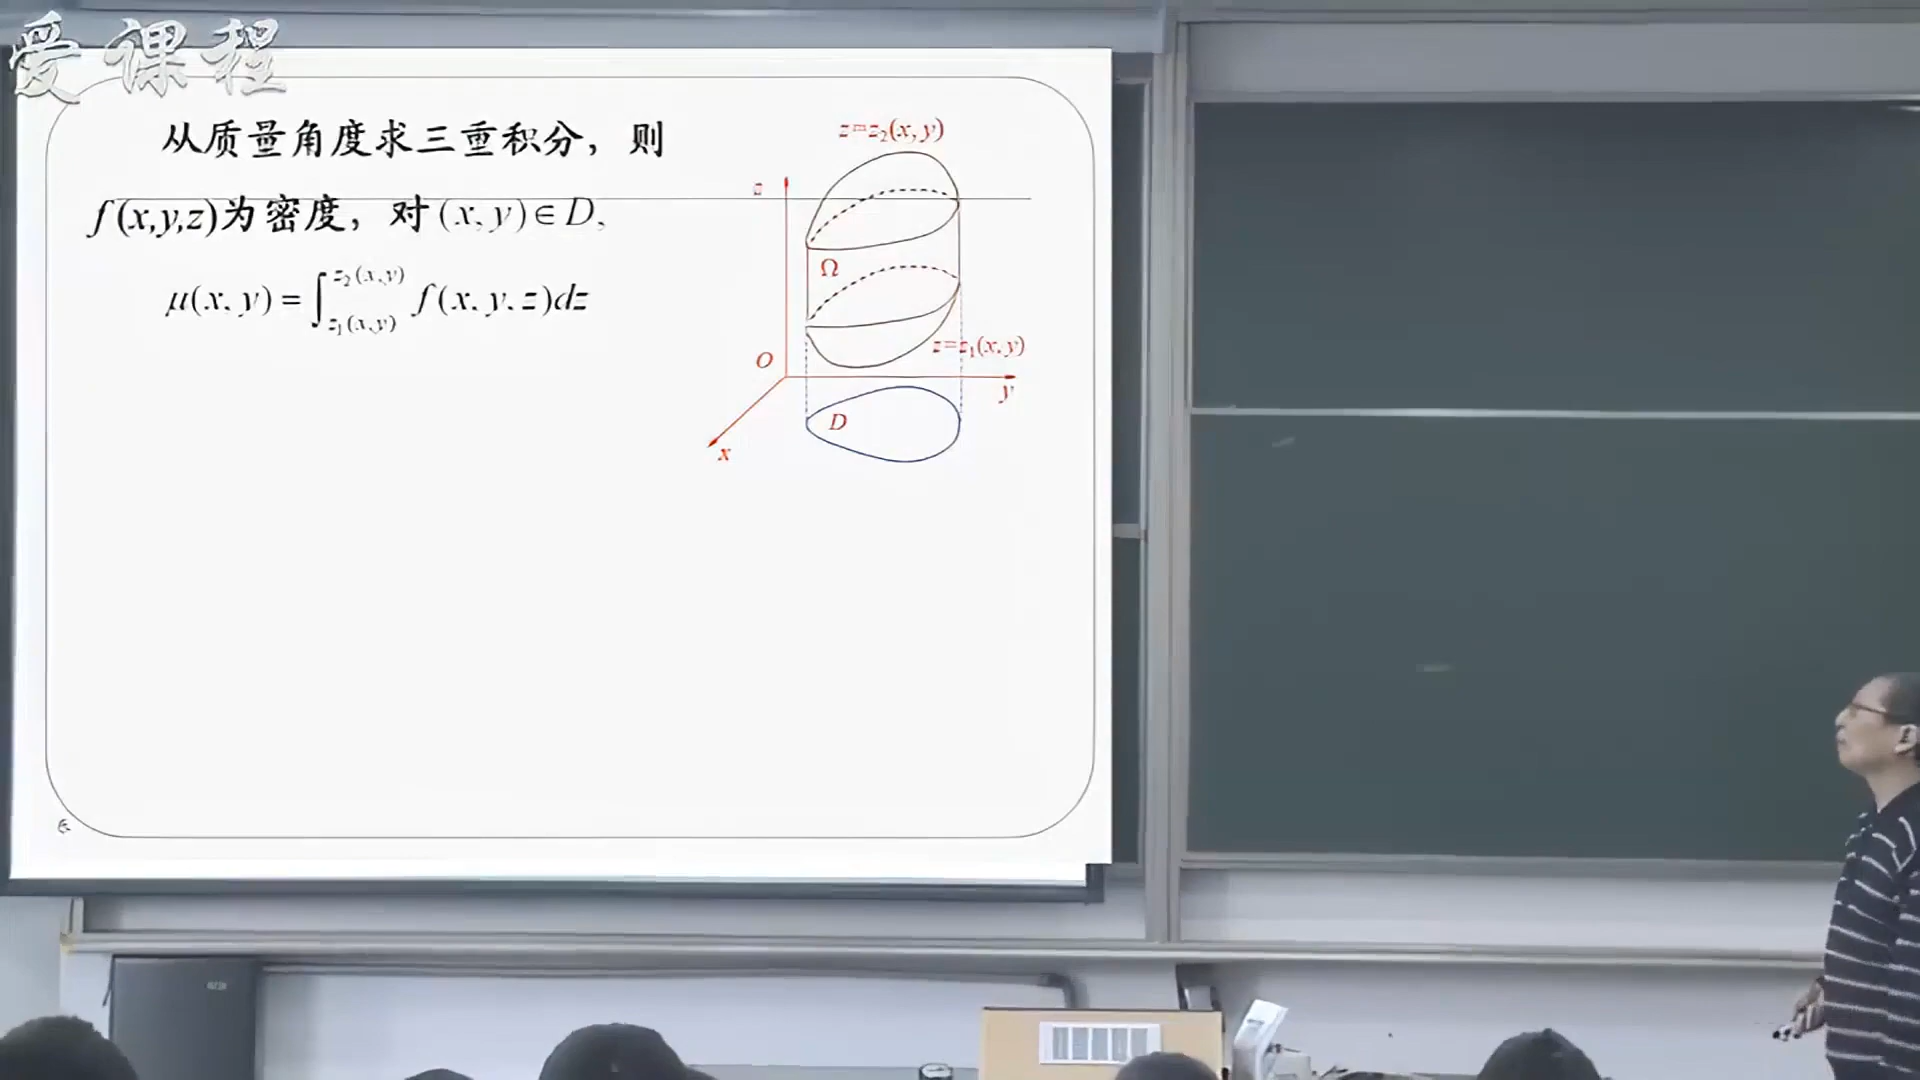 爱课程
从质量角度求三重积分，则
f(x,y,z)为密度，对(x, y)∈D,
μ(x, y) = ∫_{z₁(x,y)}^{z₂(x,y)} f(x, y, z)dz
z=z₂(x, y)
z
Ω
z=z₁(x, y)
O
y
D
x